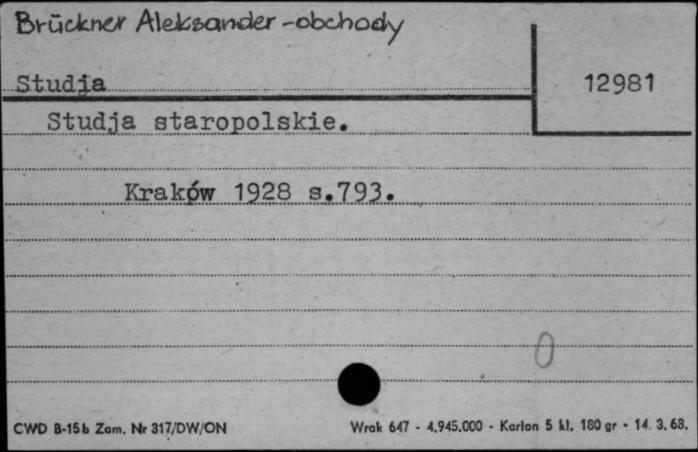 Brückner Aleksander - obchody
Studja
12981
Studja staropolskie.
Kraków 1928 s.793.
0
CWD B-15b Zam. Nr 317/DW/ON
Wrak 647 - 4.945.000 - Karton 5 kl. 180 gr - 14. 3. 68.